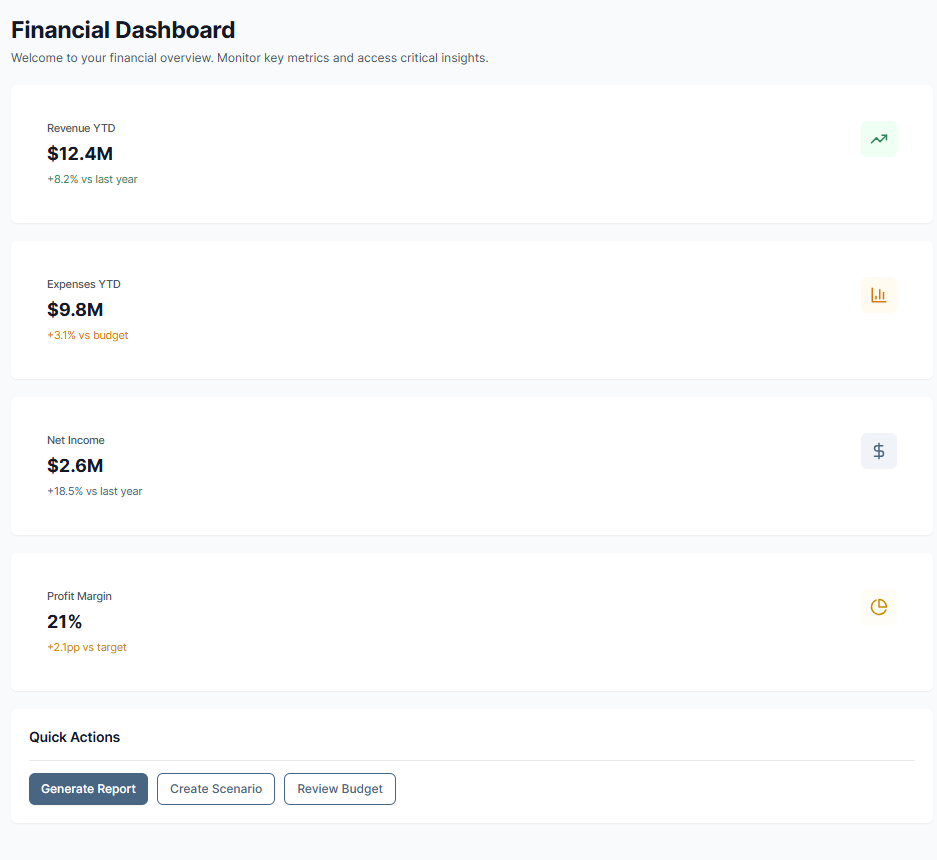 Financial Dashboard
Welcome to your financial overview. Monitor key metrics and access critical insights.
Revenue YTD
$12.4M
+8.2% vs last year
Expenses YTD
$9.8M
+3.1% vs budget
Net Income
$2.6M
+18.5% vs last year
Profit Margin
21%
+2.1pp vs target
Quick Actions
Generate Report
Create Scenario
Review Budget